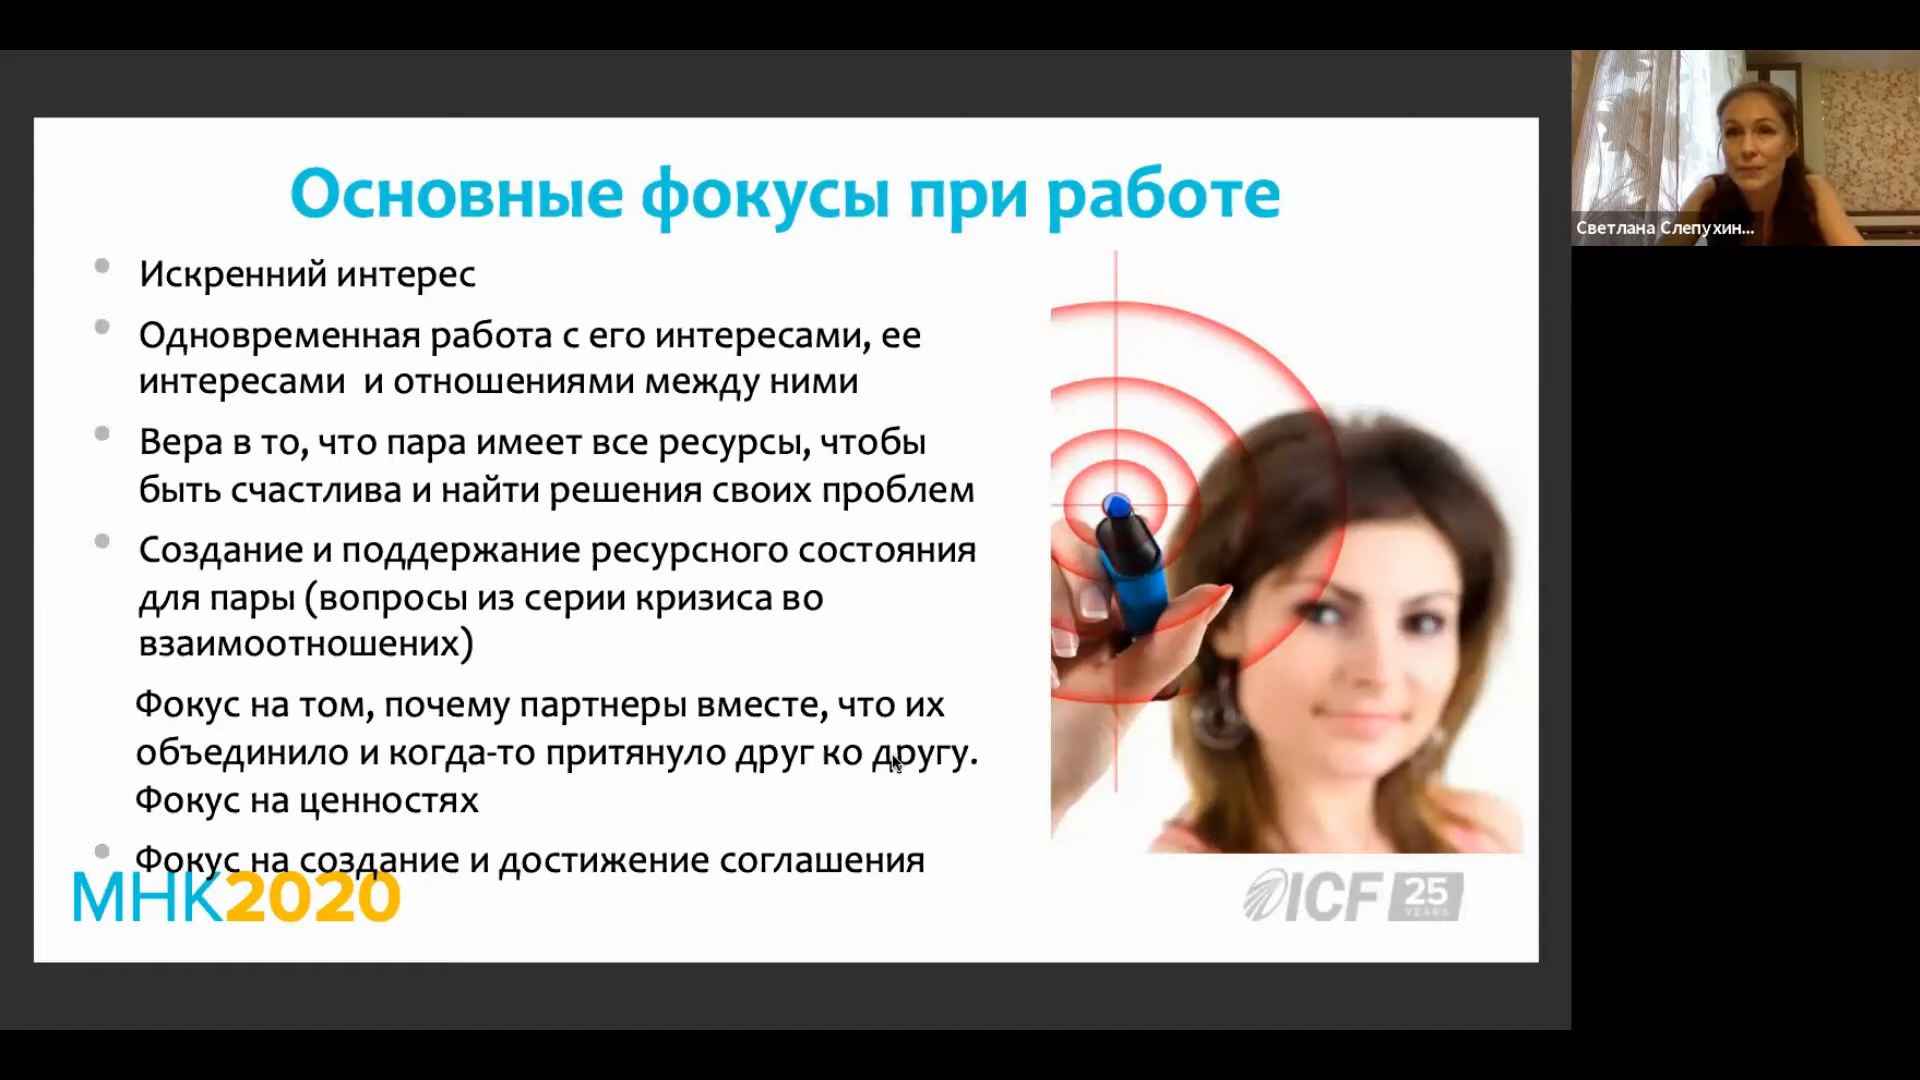 Основные фокусы при работе
Искренний интерес
Одновременная работа с его интересами, ее
интересами и отношениями между ними
Вера в то, что пара имеет все ресурсы, чтобы
быть счастлива и найти решения своих проблем
Создание и поддержание ресурсного состояния
для пары (вопросы из серии кризиса во
взаимоотношених)
Фокус на том, почему партнеры вместе, что их
объединило и когда-то притянуло друг ко другу.
Фокус на ценностях
Фокус на создание и достижение соглашения
МНК2020
ICF 25
YEARS
Светлана Слепухин...